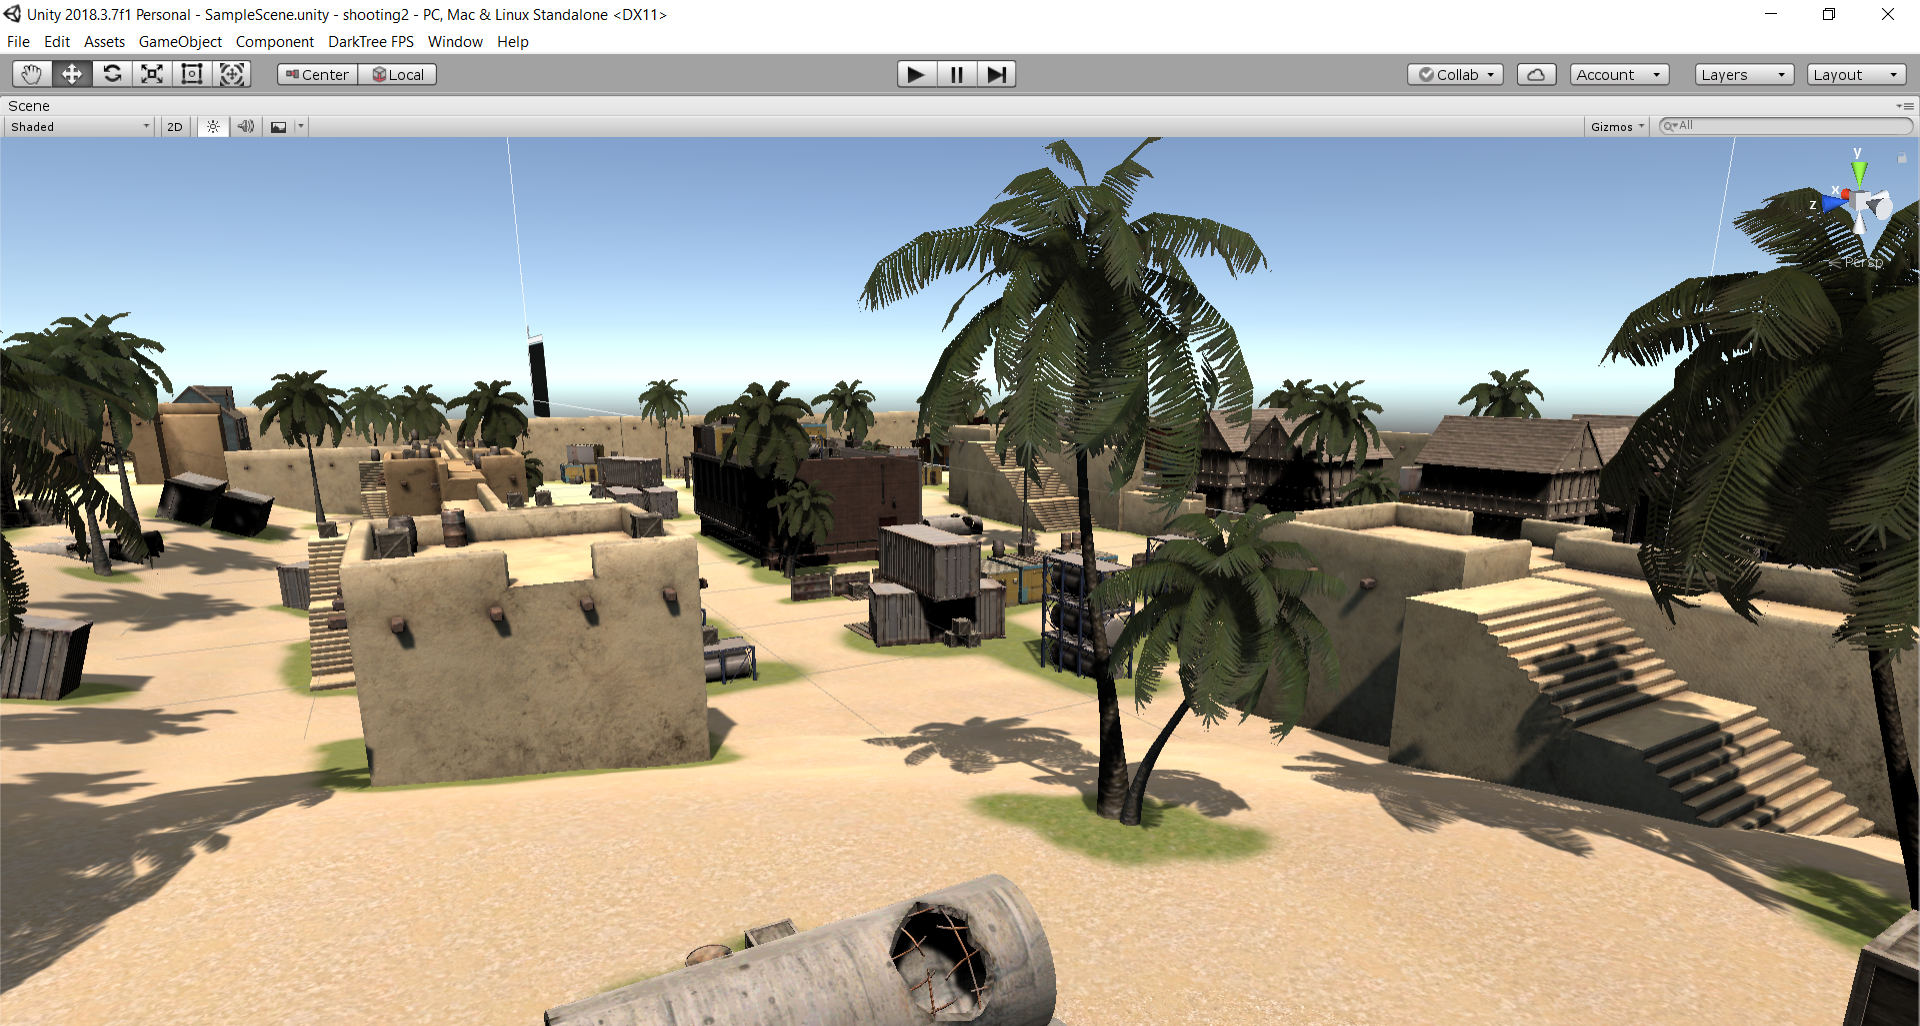 Unity 2018.3.7f1 Personal - SampleScene.unity - shooting2 - PC, Mac & Linux Standalone <DX11>
File Edit Assets GameObject Component DarkTree FPS Window Help
Center Local Collab Account Layers Layout
Scene
Shaded 2D Gizmos All
y
x
z
Persp